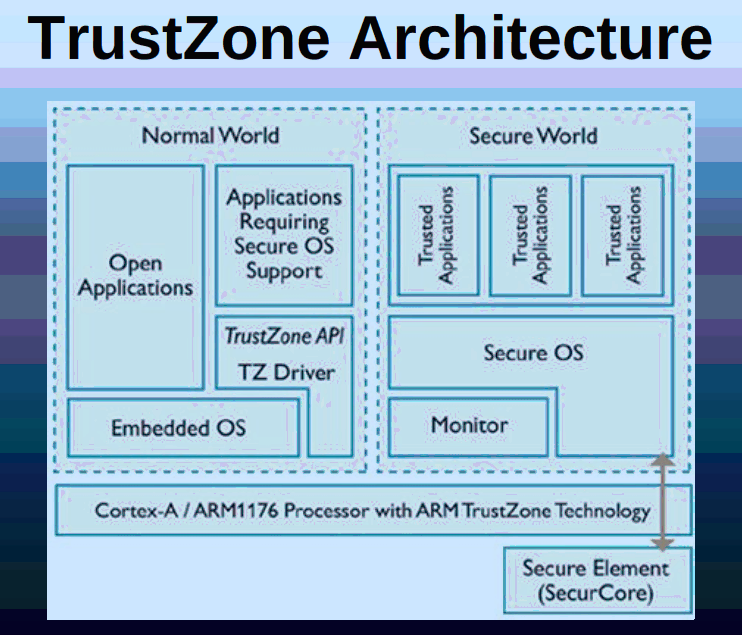 TrustZone Architecture
Normal World
Open
Applications
Applications
Requiring
Secure OS
Support
TrustZone API
TZ Driver
Embedded OS
Secure World
Trusted
Applications
Trusted
Applications
Trusted
Applications
Secure OS
Monitor
Cortex-A / ARM1176 Processor with ARM TrustZone Technology
Secure Element
(SecurCore)